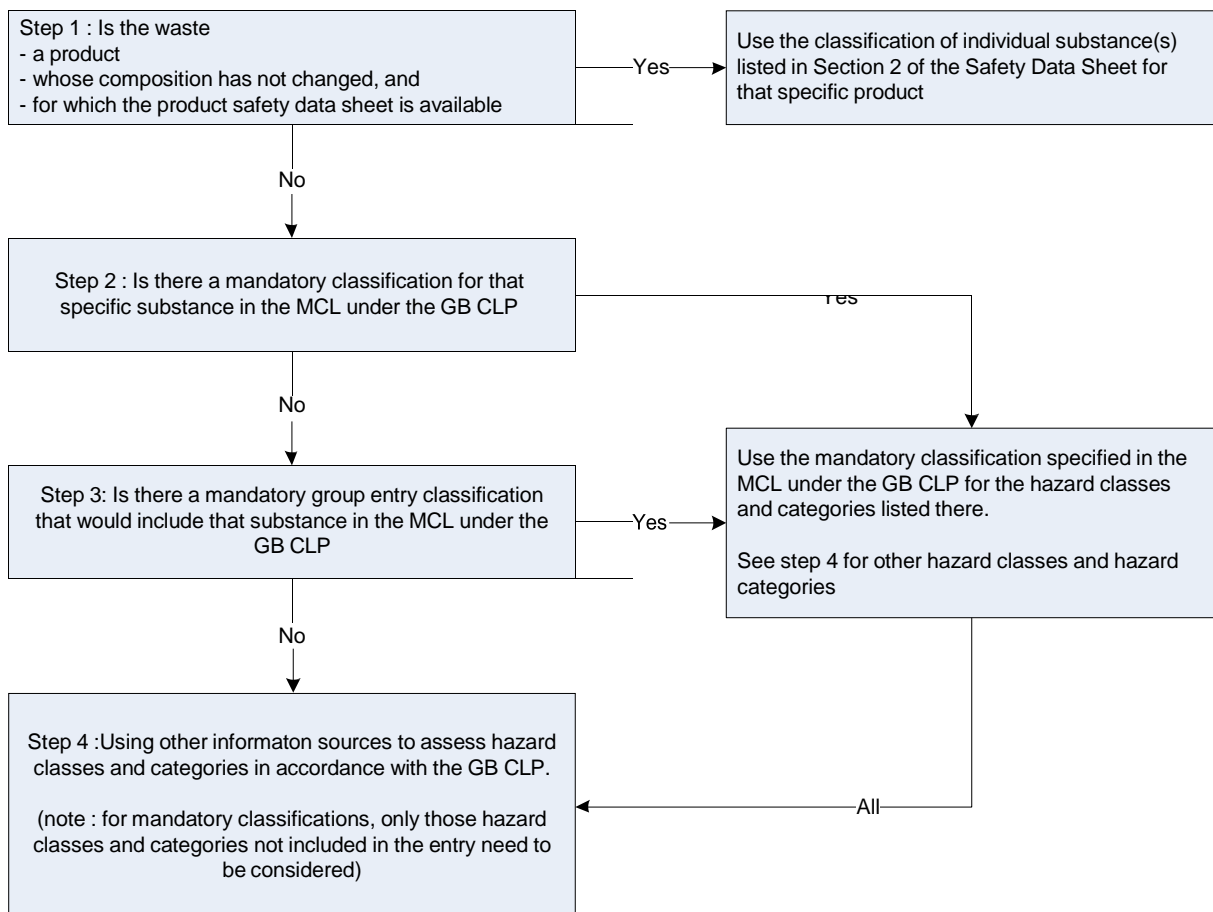 Step 1 : Is the waste
- a product
- whose composition has not changed, and
- for which the product safety data sheet is available
Yes
Use the classification of individual substance(s)
listed in Section 2 of the Safety Data Sheet for
that specific product
No
Step 2 : Is there a mandatory classification for that
specific substance in the MCL under the GB CLP
Yes
No
Step 3: Is there a mandatory group entry classification
that would include that substance in the MCL under the
GB CLP
Yes
Use the mandatory classification specified in the
MCL under the GB CLP for the hazard classes
and categories listed there.
See step 4 for other hazard classes and hazard
categories
No
Step 4 :Using other informaton sources to assess hazard
classes and categories in accordance with the GB CLP.
(note : for mandatory classifications, only those hazard
classes and categories not included in the entry need to
be considered)
All